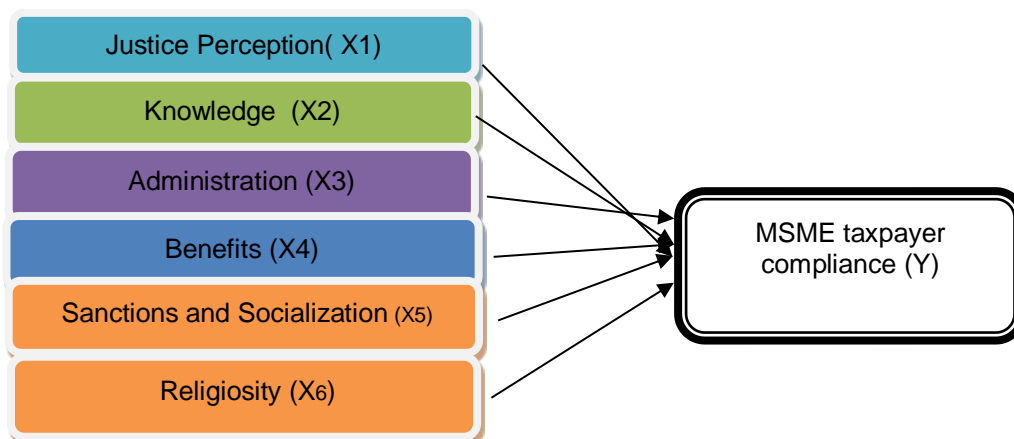 Justice Perception( X1)
Knowledge (X2)
Administration (X3)
Benefits (X4)
Sanctions and Socialization (X5)
Religiosity (X6)
MSME taxpayer
compliance (Y)